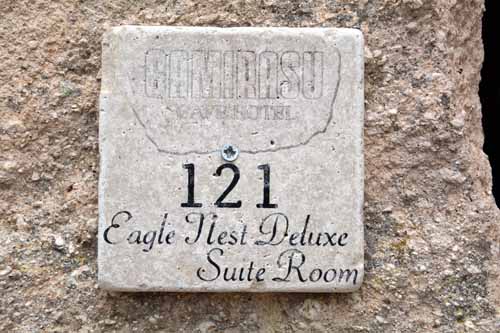 GAMIRASU
CAVE HOTEL
121
Eagle Nest Deluxe
Suite Room